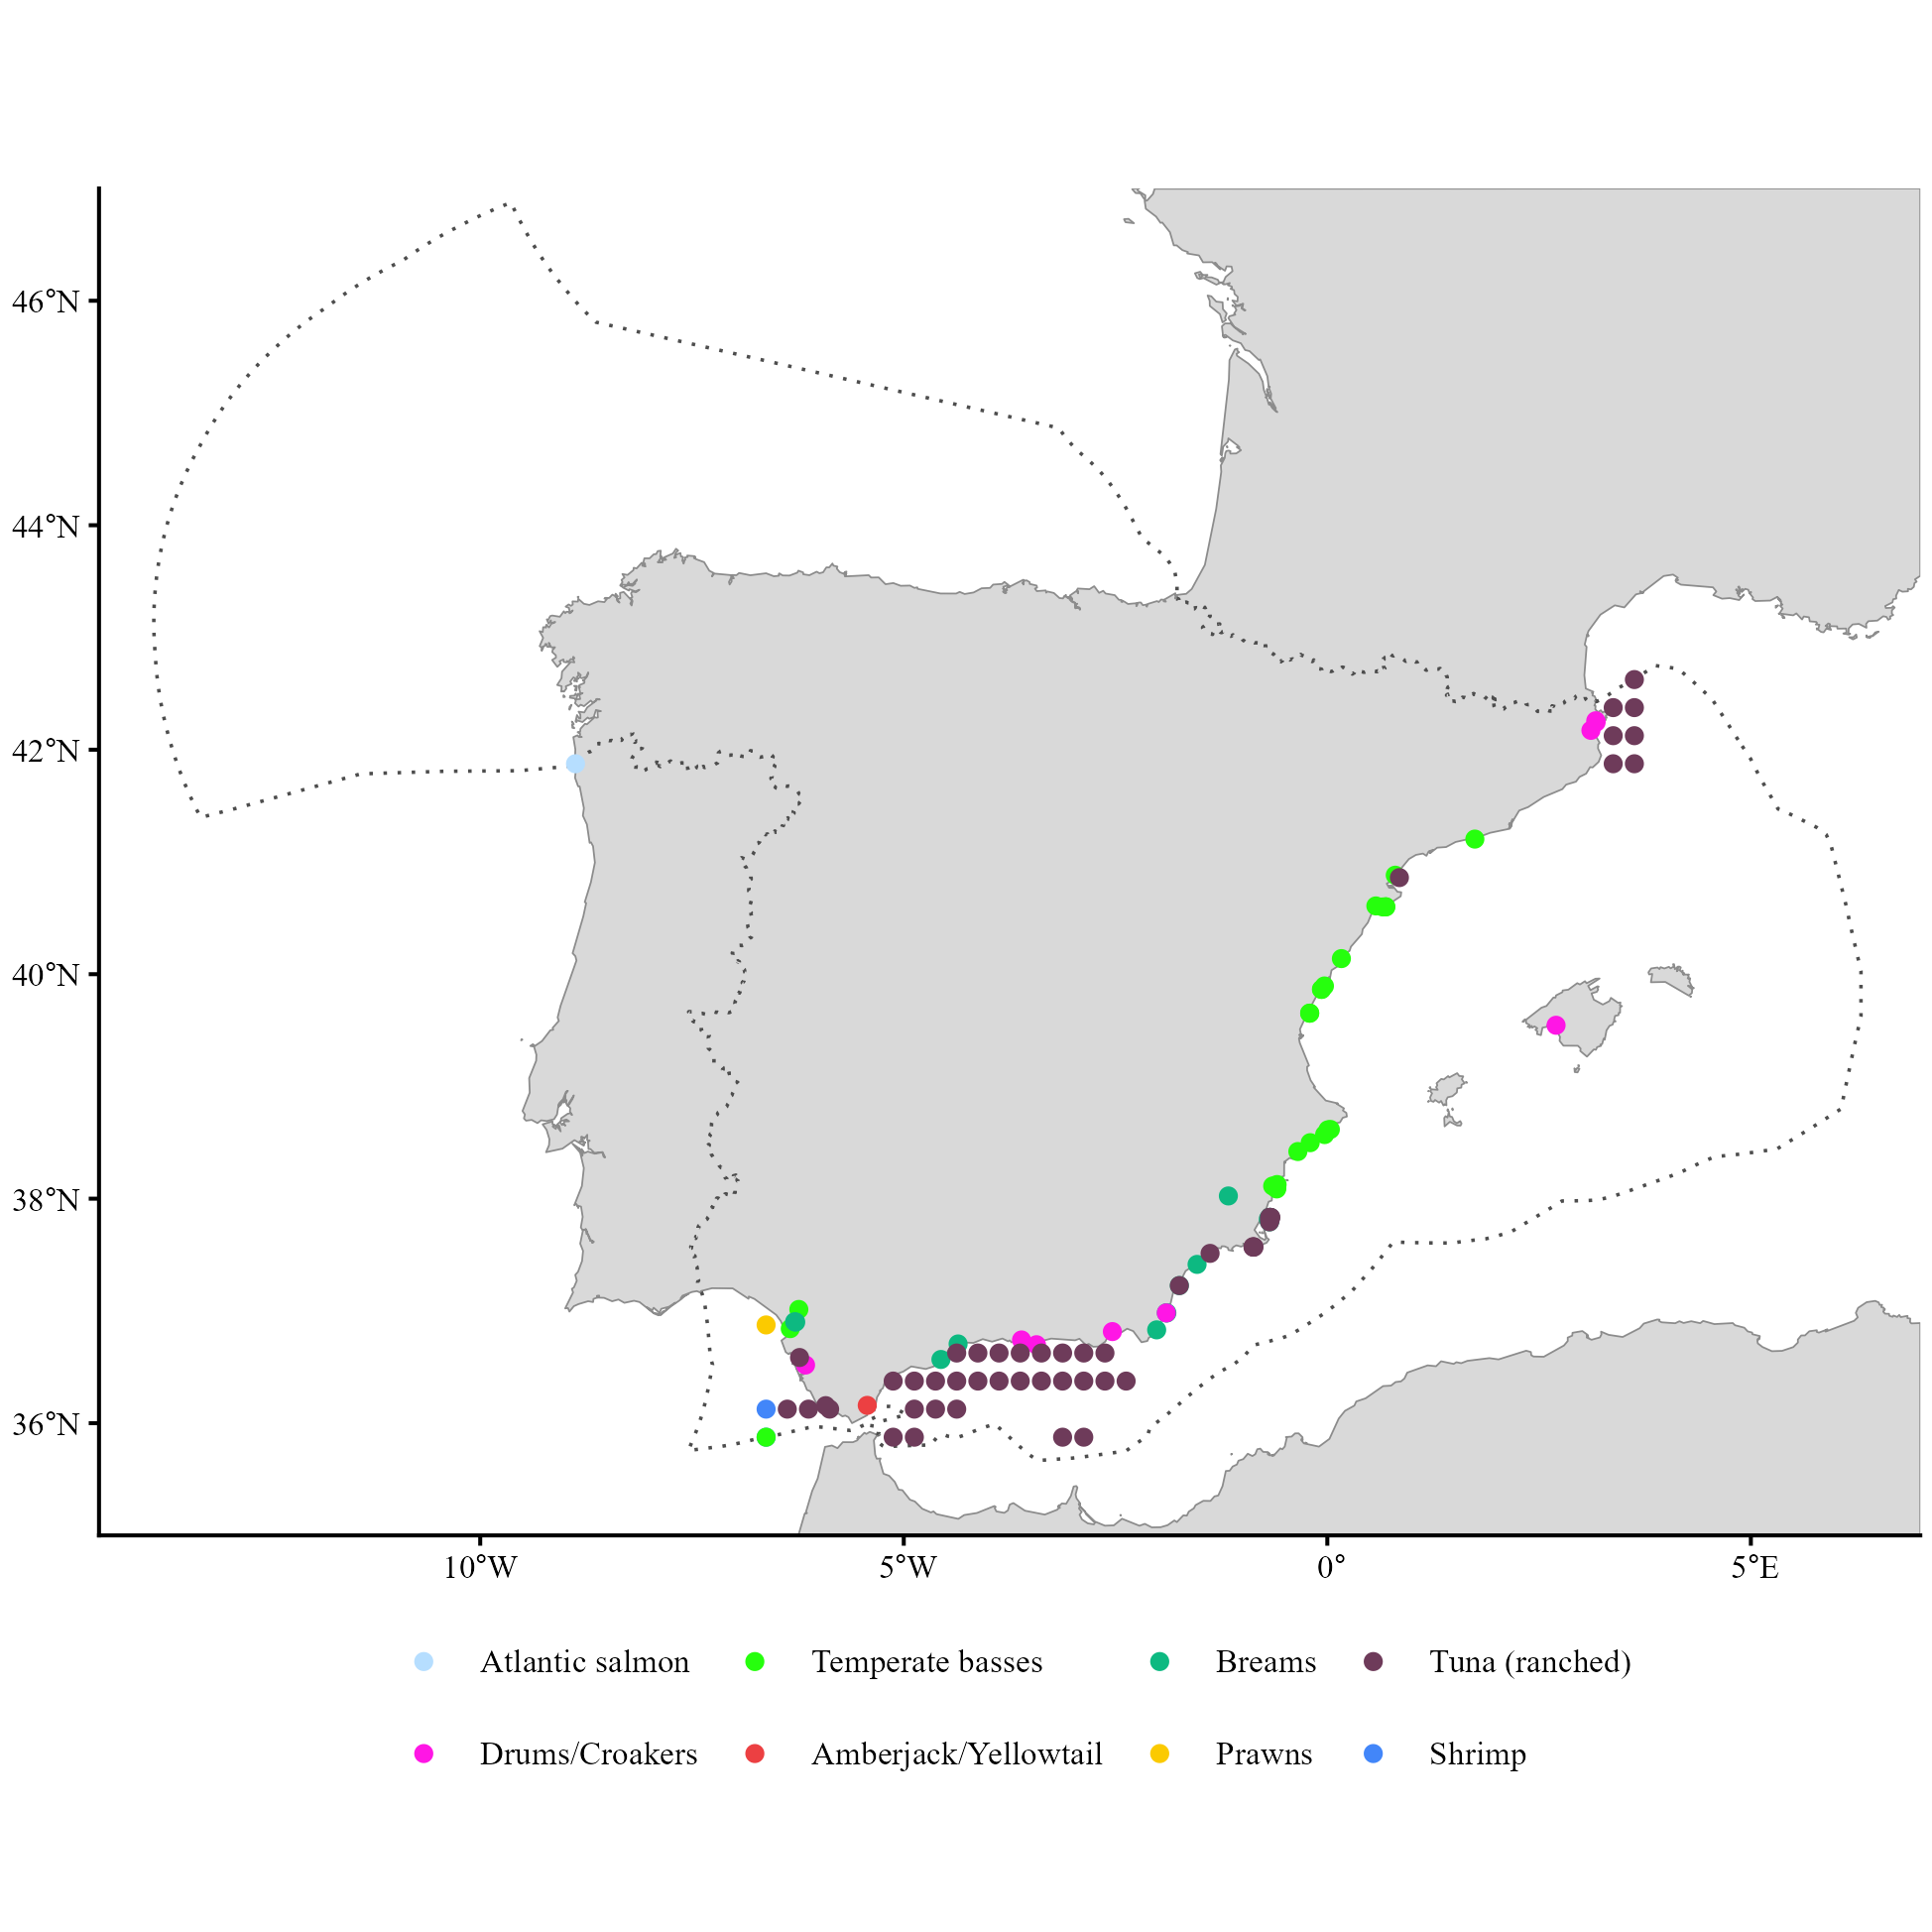 46°N
44°N
42°N
40°N
38°N
36°N
10°W 5°W 0° 5°E
Atlantic salmon Temperate basses Breams Tuna (ranched)
Drums/Croakers Amberjack/Yellowtail Prawns Shrimp